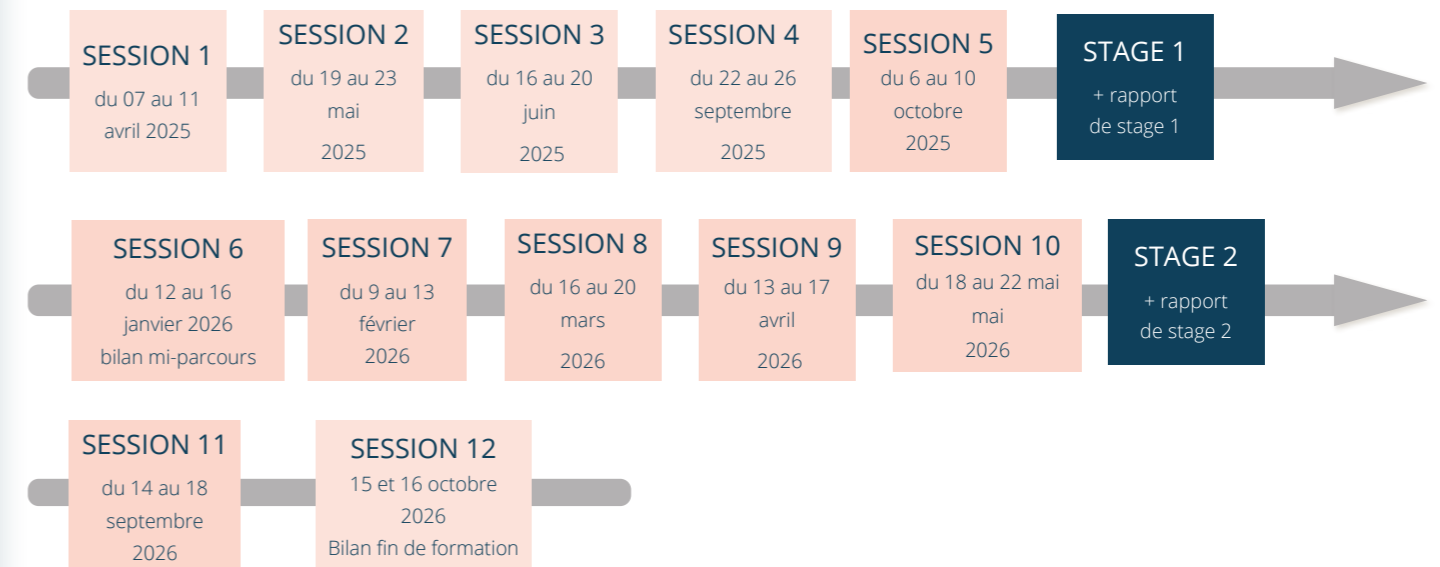 SESSION 1
du 07 au 11
avril 2025
SESSION 2
du 19 au 23
mai
2025
SESSION 3
du 16 au 20
juin
2025
SESSION 4
du 22 au 26
septembre
2025
SESSION 5
du 6 au 10
octobre
2025
STAGE 1
+ rapport
de stage 1
SESSION 6
du 12 au 16
janvier 2026
bilan mi-parcours
SESSION 7
du 9 au 13
février
2026
SESSION 8
du 16 au 20
mars
2026
SESSION 9
du 13 au 17
avril
2026
SESSION 10
du 18 au 22 mai
mai
2026
STAGE 2
+ rapport
de stage 2
SESSION 11
du 14 au 18
septembre
2026
SESSION 12
15 et 16 octobre
2026
Bilan fin de formation